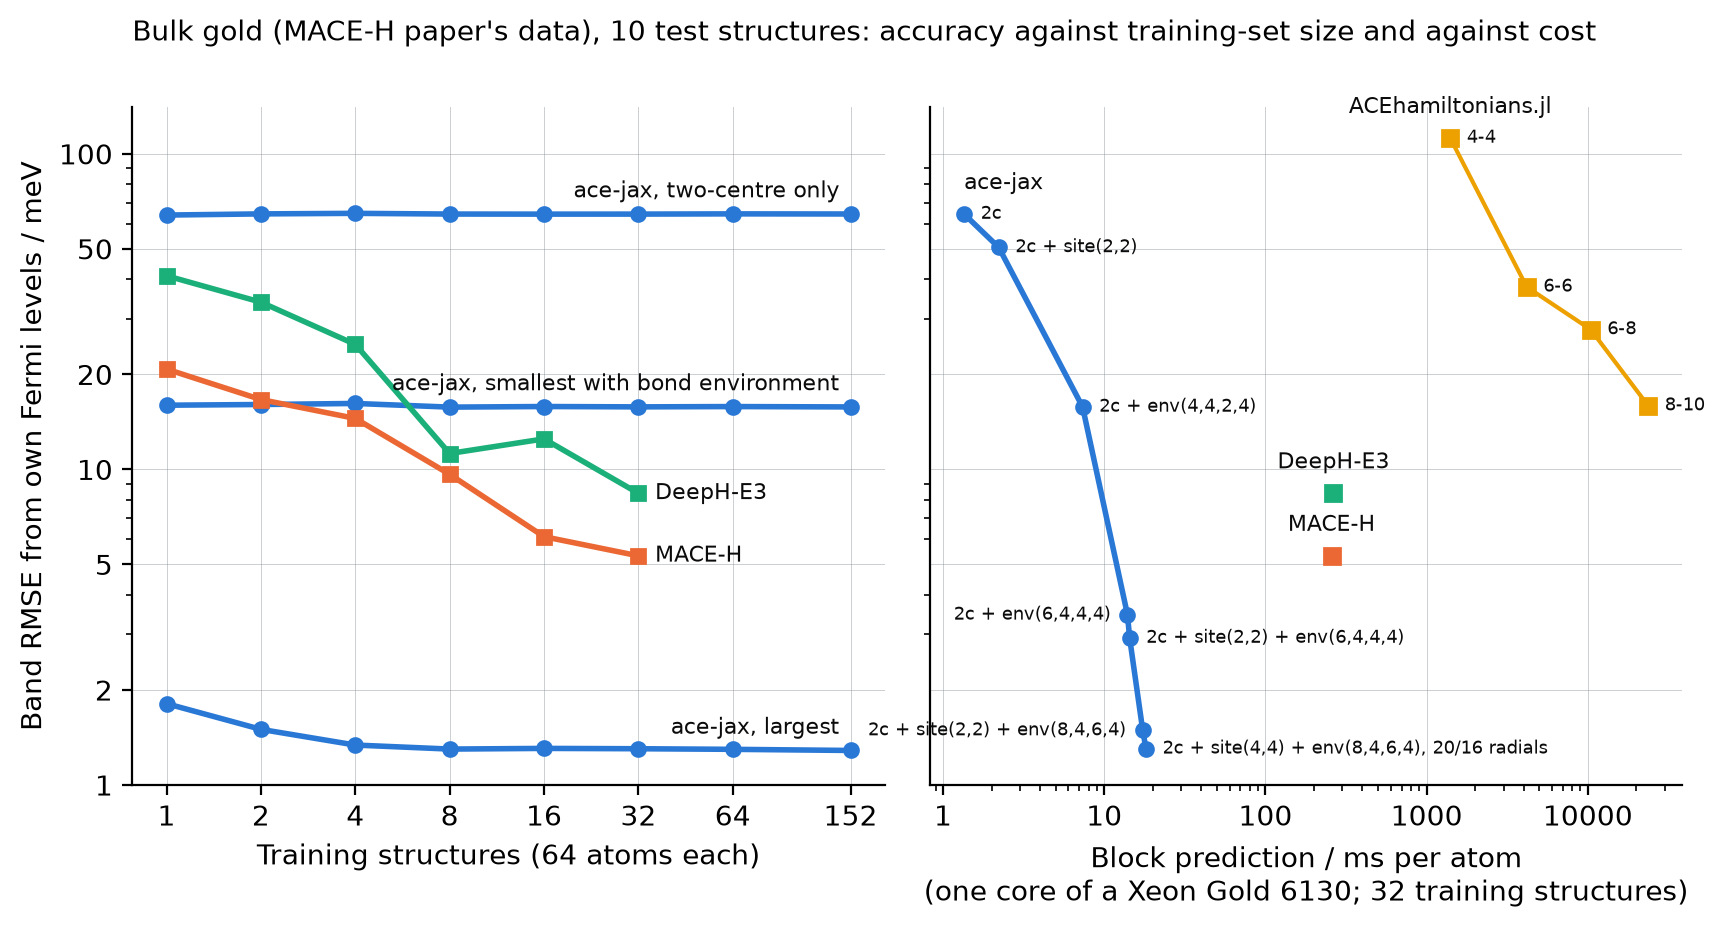 Bulk gold (MACE-H paper's data), 10 test structures: accuracy against training-set size and against cost
Band RMSE from own Fermi levels / meV
100
50
20
10
5
2
1
ace-jax, two-centre only
ace-jax, smallest with bond environment
DeepH-E3
MACE-H
ace-jax, largest
1
2
4
8
16
32
64
152
Training structures (64 atoms each)
ACEhamiltonians.jl
4-4
6-6
6-8
8-10
ace-jax
2c
2c + site(2,2)
2c + env(4,4,2,4)
DeepH-E3
MACE-H
2c + env(6,4,4,4)
2c + site(2,2) + env(6,4,4,4)
2c + site(2,2) + env(8,4,6,4)
2c + site(4,4) + env(8,4,6,4), 20/16 radials
1
10
100
1000
10000
Block prediction / ms per atom
(one core of a Xeon Gold 6130; 32 training structures)